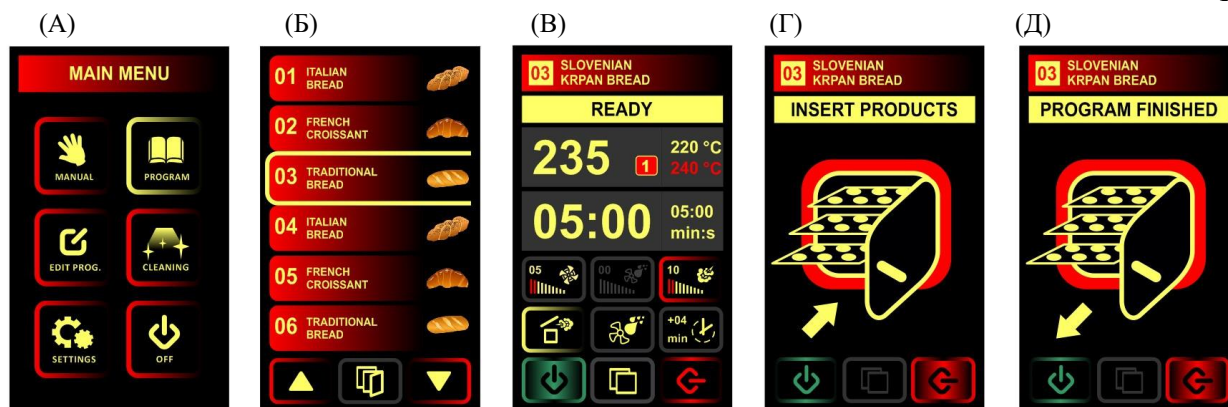 (А)
MAIN MENU
MANUAL
PROGRAM
EDIT PROG.
CLEANING
SETTINGS
OFF
(Б)
01 ITALIAN
BREAD
02 FRENCH
CROISSANT
03 TRADITIONAL
BREAD
04 ITALIAN
BREAD
05 FRENCH
CROISSANT
06 TRADITIONAL
BREAD
(В)
03 SLOVENIAN
KRPAN BREAD
READY
235 1 220 °C
240 °C
05:00 05:00
min:s
05 00 10
+04
min
(Г)
03 SLOVENIAN
KRPAN BREAD
INSERT PRODUCTS
(Д)
03 SLOVENIAN
KRPAN BREAD
PROGRAM FINISHED